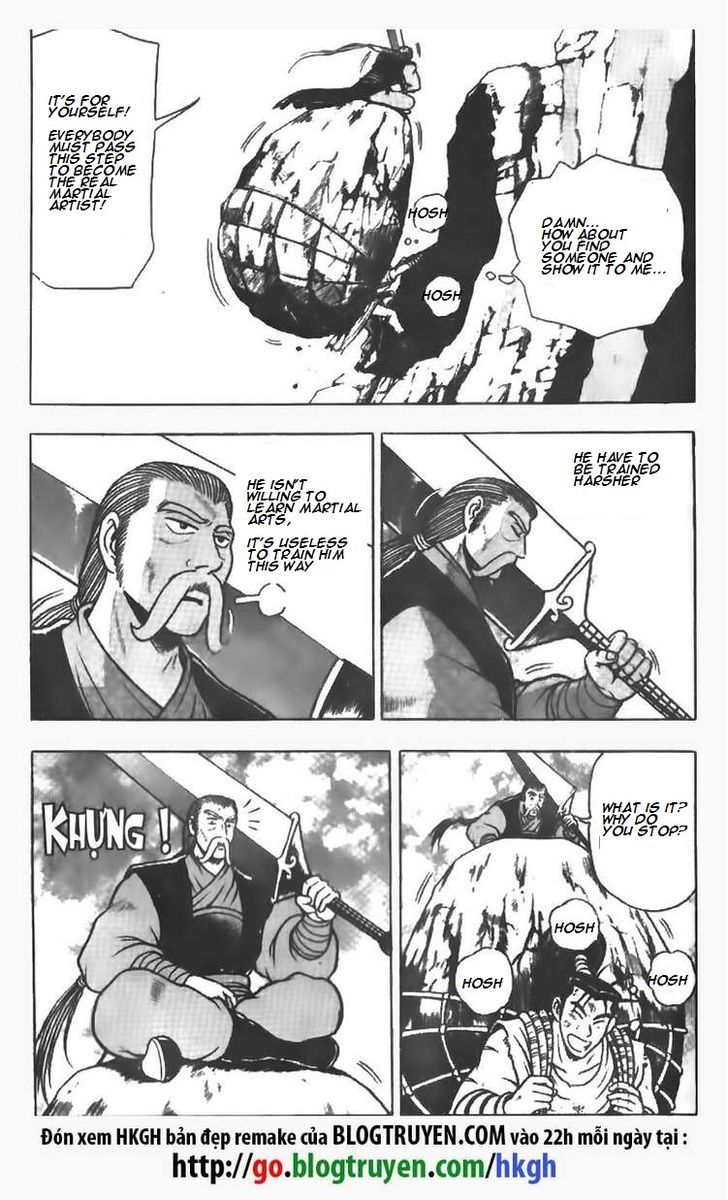 IT'S FOR
YOURSELF!
EVERYBODY
MUST PASS
THIS STEP
TO BECOME
THE REAL
MARTIAL
ARTIST!
HOSH
HOSH
DAMN...
HOW ABOUT
YOU FIND
SOMEONE AND
SHOW IT TO ME...
HE ISN'T
WILLING TO
LEARN MARTIAL
ARTS,
IT'S USELESS
TO TRAIN HIM
THIS WAY
HE HAVE TO
BE TRAINED
HARSHER
KHỰNG !
WHAT IS IT?
WHY DO
YOU STOP?
HOSH
HOSH
HOSH
Đón xem HKGH bản đẹp remake của BLOGTRUYEN.COM vào 22h mỗi ngày tại :
http://go.blogtruyen.com/hkgh